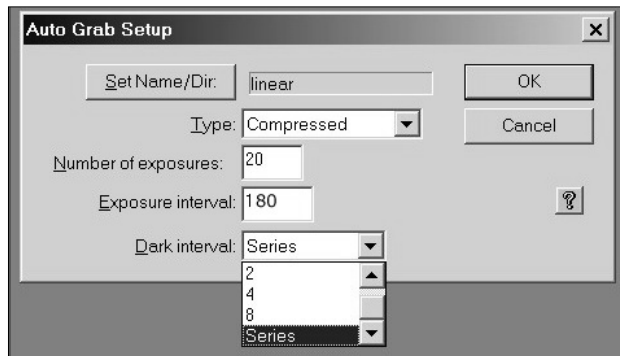 Auto Grab Setup
Set Name/Dir:
linear
OK
Type:
Compressed
Cancel
Number of exposures:
20
Exposure interval:
180
?
Dark interval:
Series
2
4
8
Series